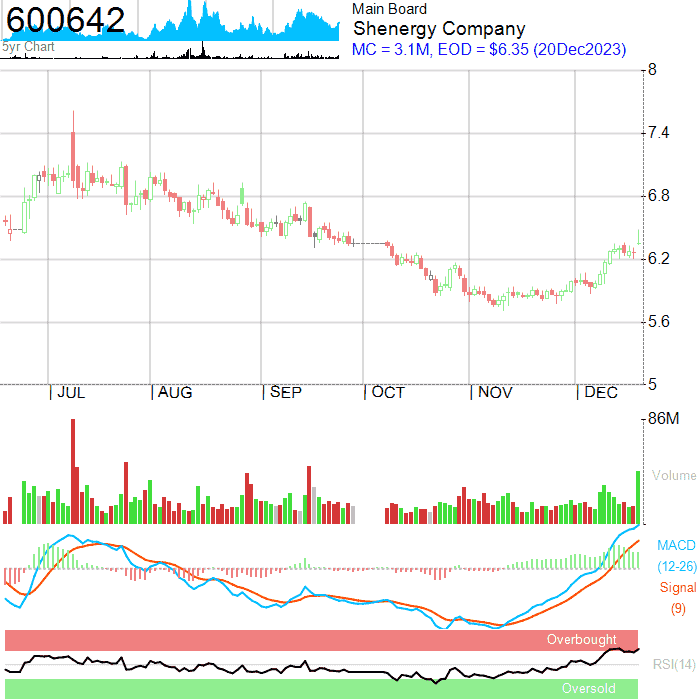 600642
5yr Chart
Main Board
Shenergy Company
MC = 3.1M, EOD = $6.35 (20Dec2023)
8
7.4
6.8
6.2
5.6
5
JUL AUG SEP OCT NOV DEC
86M
Volume
MACD
(12-26)
Signal
(9)
Overbought
RSI(14)
Oversold